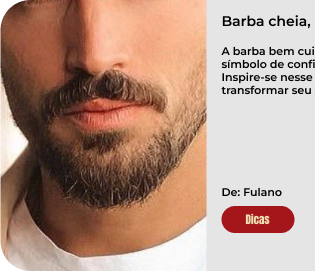 Barba cheia,
A barba bem cui
símbolo de confi
Inspire-se nesse
transformar seu
De: Fulano
Dicas